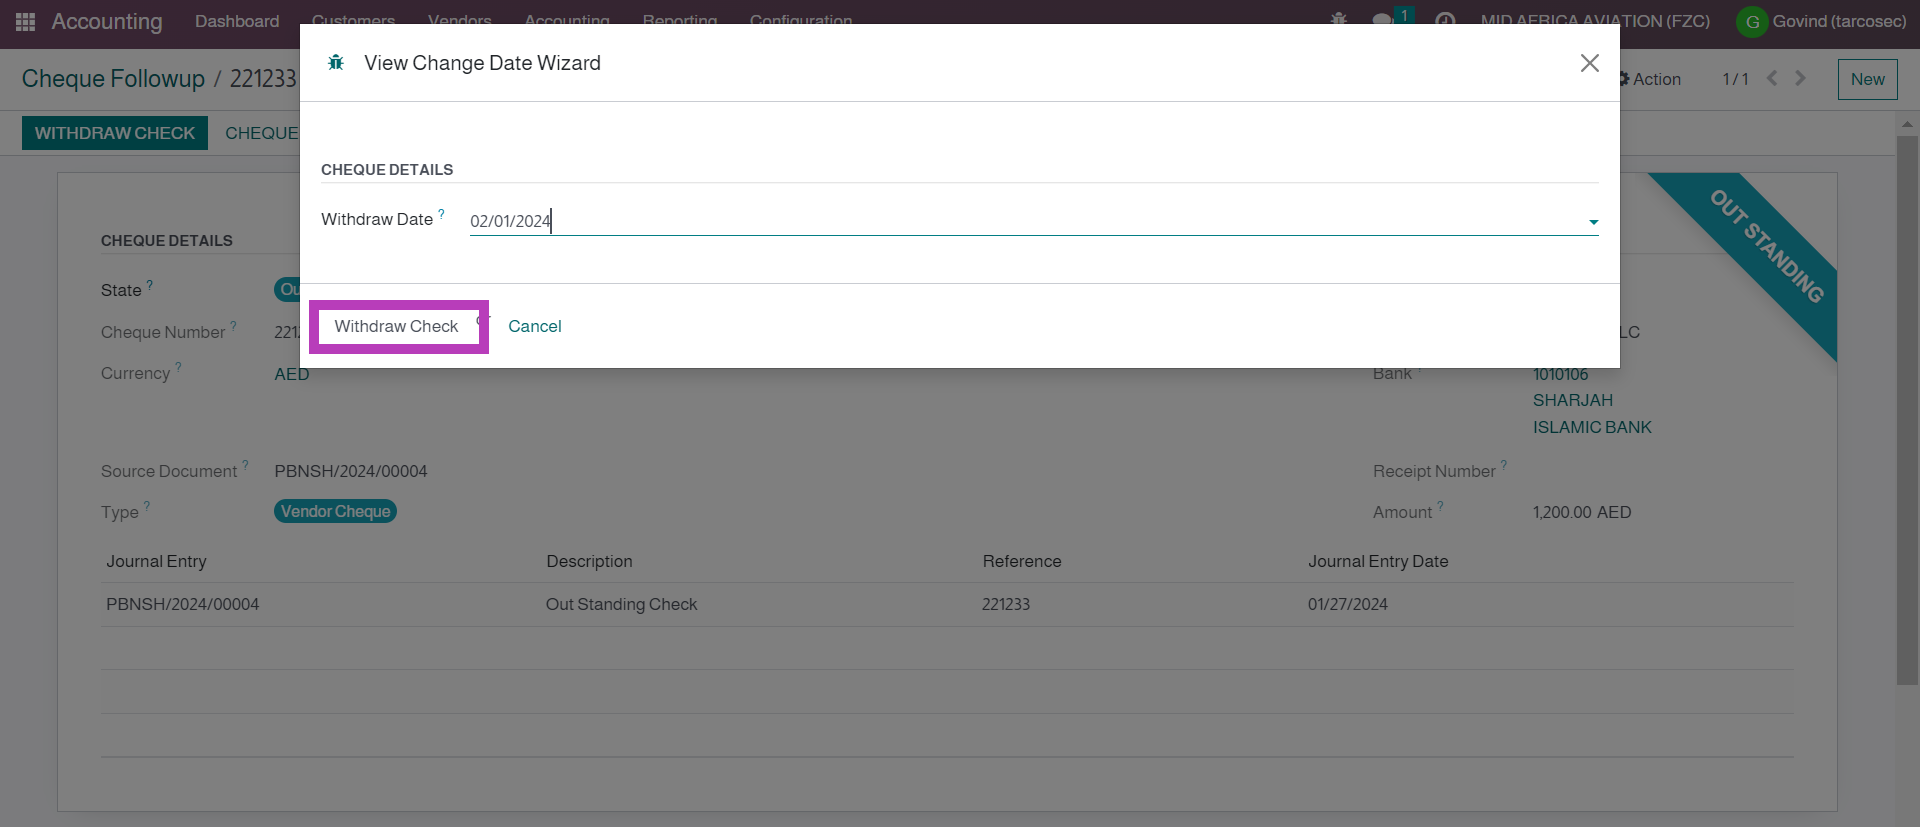 Accounting Dashboard Customers Vendors Accounting Reporting Configuration 1 MID AFRICA AVIATION (FZC) G Govind (tarcosec)
View Change Date Wizard
Cheque Followup / 221233 Action 1 / 1 New
WITHDRAW CHECK CHEQUE
CHEQUE DETAILS
Withdraw Date ? 02/01/2024
OUT STANDING
CHEQUE DETAILS
State ? Ou
Withdraw Check or Cancel
Cheque Number ? 221 LC
Currency ? AED Bank ? 1010106
SHARJAH
ISLAMIC BANK
Source Document ? PBNSH/2024/00004 Receipt Number ?
Type ? Vendor Cheque Amount ? 1,200.00 AED
Journal Entry Description Reference Journal Entry Date
PBNSH/2024/00004 Out Standing Check 221233 01/27/2024